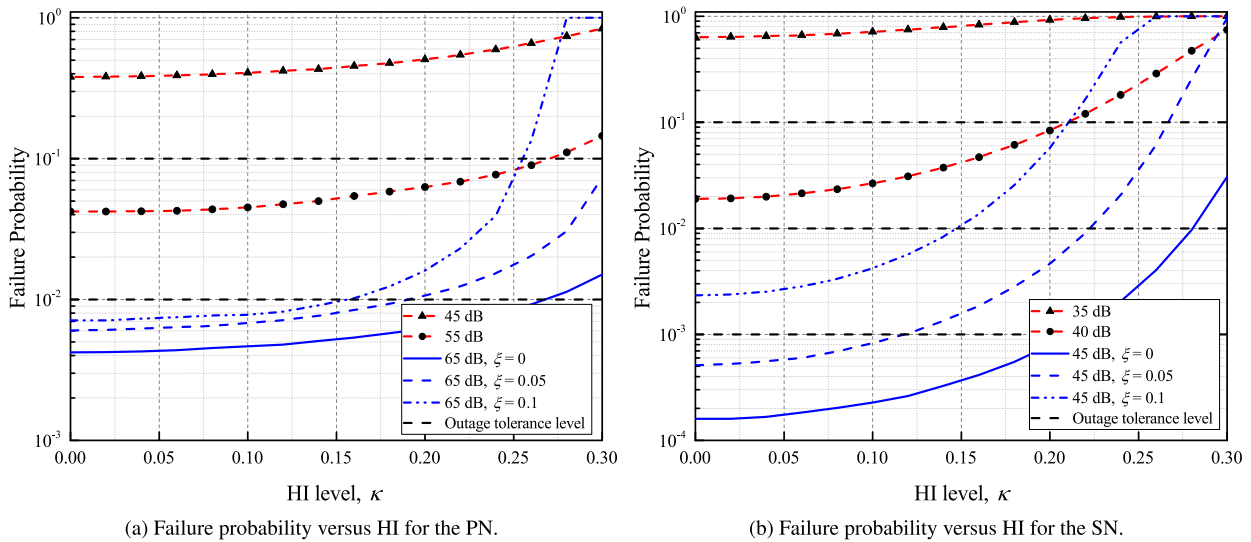 10⁰
10⁻¹
10⁻²
10⁻³
Failure Probability
45 dB
55 dB
65 dB, ξ = 0
65 dB, ξ = 0.05
65 dB, ξ = 0.1
Outage tolerance level
0.00 0.05 0.10 0.15 0.20 0.25 0.30
HI level, κ
(a) Failure probability versus HI for the PN.
10⁰
10⁻¹
10⁻²
10⁻³
10⁻⁴
Failure Probability
35 dB
40 dB
45 dB, ξ = 0
45 dB, ξ = 0.05
45 dB, ξ = 0.1
Outage tolerance level
0.00 0.05 0.10 0.15 0.20 0.25 0.30
HI level, κ
(b) Failure probability versus HI for the SN.